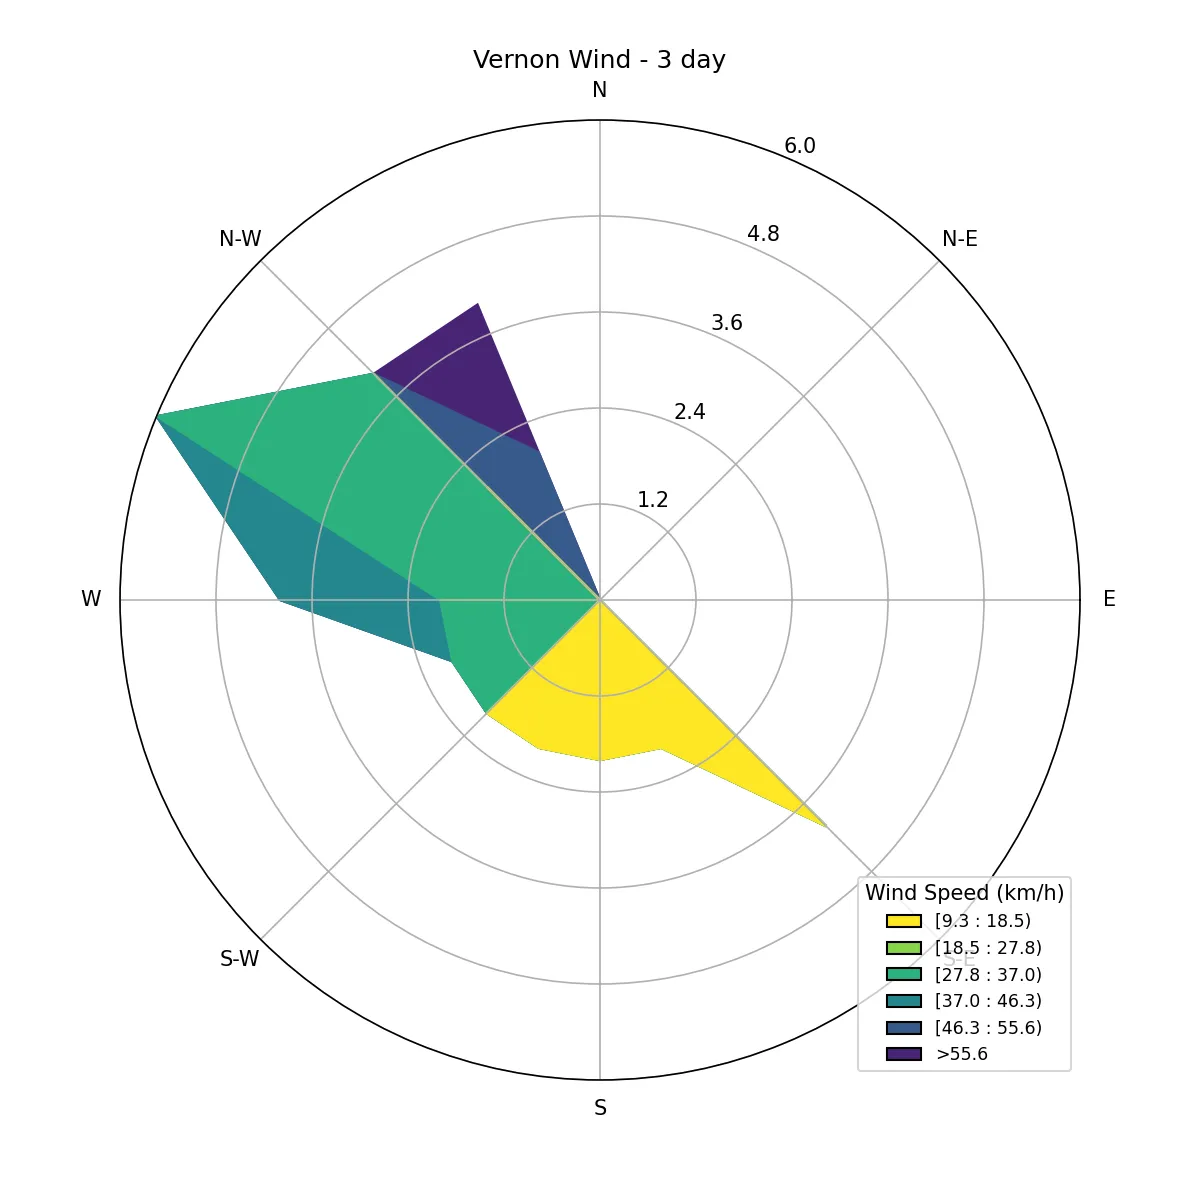 Vernon Wind - 3 day
N
6.0
N-W
4.8
N-E
3.6
2.4
1.2
W
E
Wind Speed (km/h)
[9.3 : 18.5)
[18.5 : 27.8)
S-W
S-E
[27.8 : 37.0)
[37.0 : 46.3)
[46.3 : 55.6)
>55.6
S